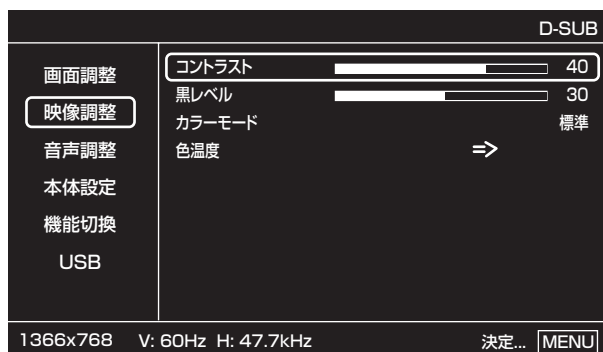 D-SUB
画面調整
映像調整
音声調整
本体設定
機能切換
USB
コントラスト 40
黒レベル 30
カラーモード 標準
色温度 =>
1366x768 V: 60Hz H: 47.7kHz 決定... MENU